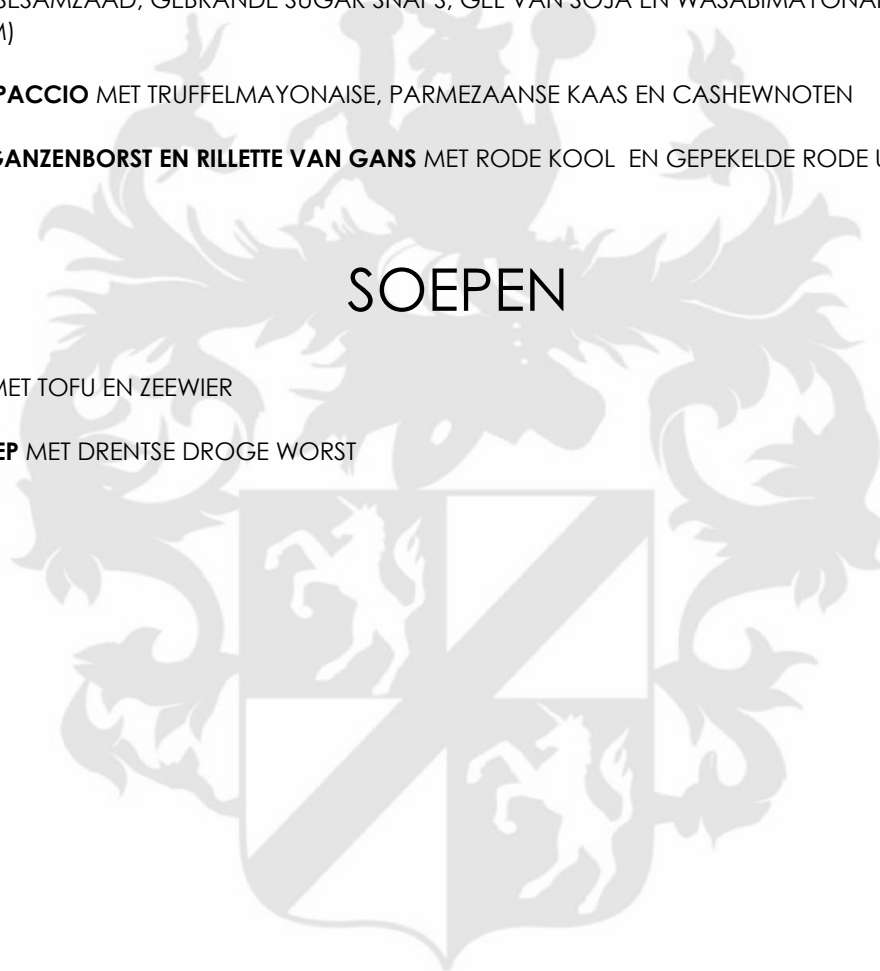 SESAMZAAD, GEBRANDE SUGAR SNAPS, GEL VAN SOJA EN WASABIMAYONAI
M)
PACCIO MET TRUFFELMAYONAISE, PARMEZAANSE KAAS EN CASHEWNOTEN
GANZENBORST EN RILLETTE VAN GANS MET RODE KOOL EN GEPEKELDE RODE U
SOEPEN
MET TOFU EN ZEEWIER
EP MET DRENTSE DROGE WORST